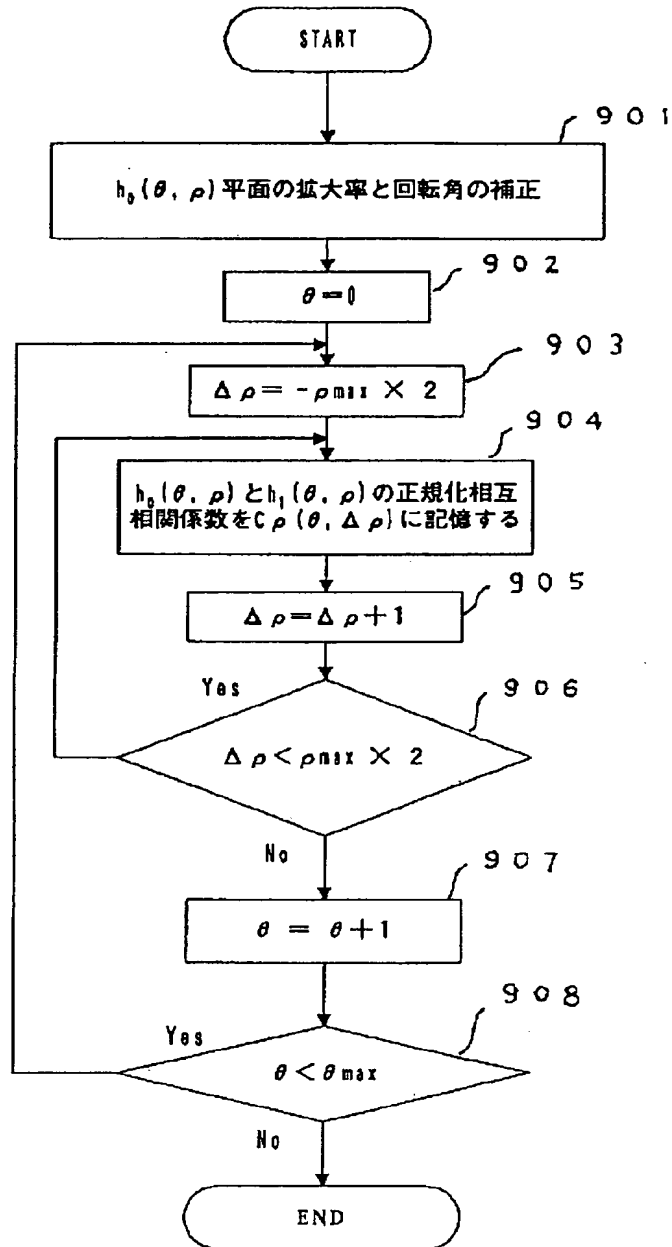 START
901
h₀(θ, ρ)平面の拡大率と回転角の補正
902
θ=0
903
Δρ=-ρmax × 2
904
h₀(θ, ρ)とh₁(θ, ρ)の正規化相互
相関係数をCρ(θ, Δρ)に記憶する
905
Δρ=Δρ+1
906
Yes
Δρ<ρmax × 2
No
907
θ = θ+1
908
Yes
θ<θmax
No
END